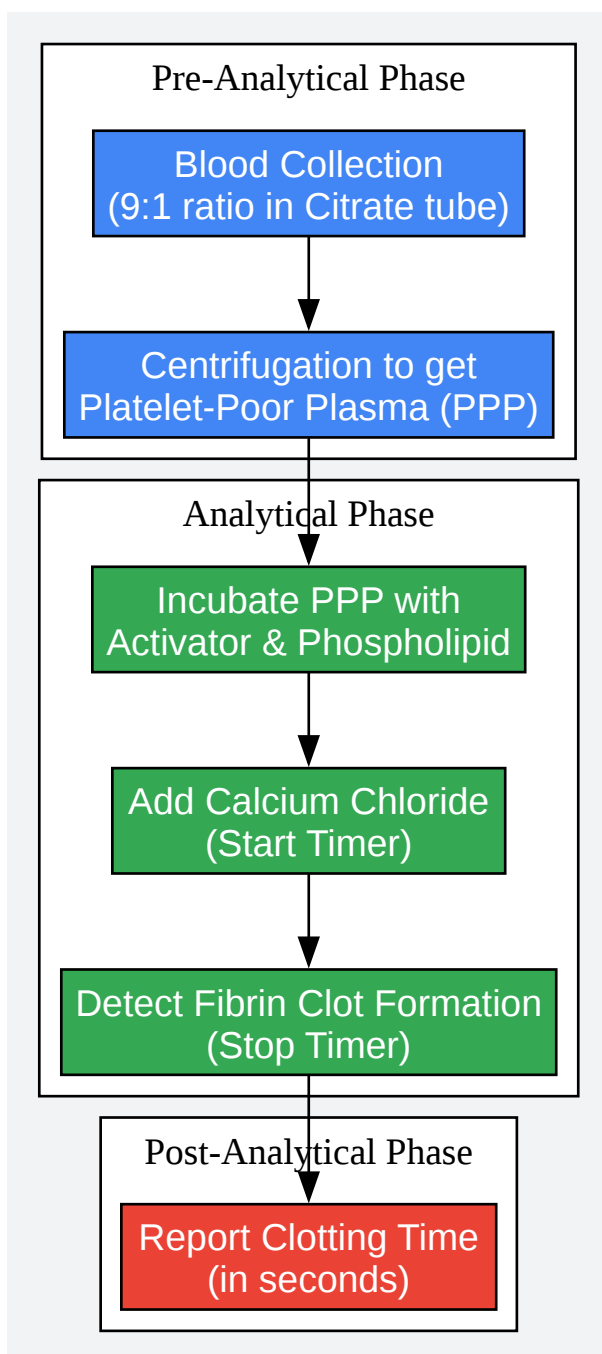 Pre-Analytical Phase
Blood Collection
(9:1 ratio in Citrate tube)
Centrifugation to get
Platelet-Poor Plasma (PPP)
Analytical Phase
Incubate PPP with
Activator & Phospholipid
Add Calcium Chloride
(Start Timer)
Detect Fibrin Clot Formation
(Stop Timer)
Post-Analytical Phase
Report Clotting Time
(in seconds)